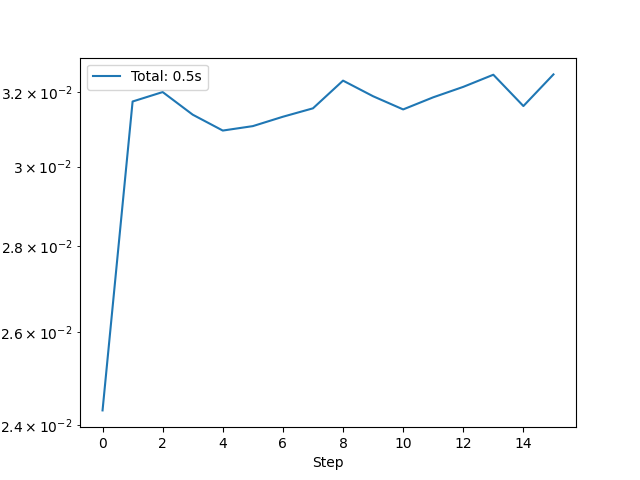 Total: 0.5s
3.2 × 10⁻²
3 × 10⁻²
2.8 × 10⁻²
2.6 × 10⁻²
2.4 × 10⁻²
0 2 4 6 8 10 12 14
Step